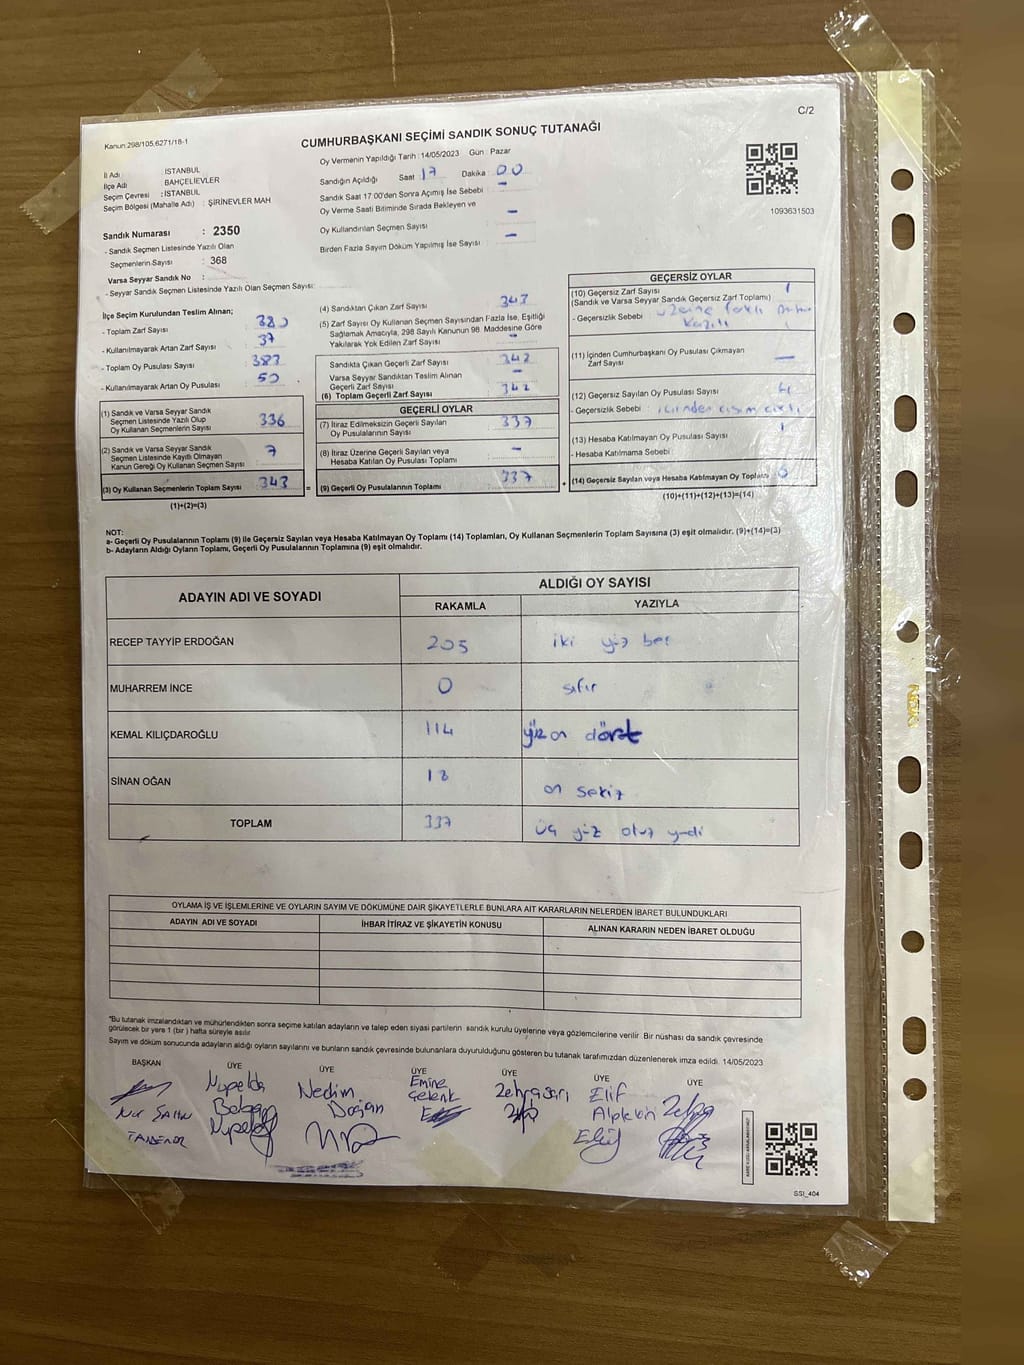 C/2
Kanun:298/105,6271/18-1
CUMHURBAŞKANI SEÇİMİ SANDIK SONUÇ TUTANAĞI
Oy Vermenin Yapıldığı Tarih :14/05/2023 Gün : Pazar
İl Adı : İSTANBUL
İlçe Adı BAHÇELİEVLER
Seçim Çevresi : İSTANBUL
Seçim Bölgesi (Mahalle Adı) : ŞİRİNEVLER MAH
Sandığın Açıldığı Saat 17 Dakika 00
Sandık Saat 17:00'den Sonra Açımış İse Sebebi -
Oy Verme Saati Bitiminde Sırada Bekleyen ve
Oy Kullandırılan Seçmen Sayısı -
Birden Fazla Sayım Döküm Yapılmış İse Sayısı -
1093631503
Sandık Numarası : 2350
- Sandık Seçmen Listesinde Yazılı Olan
Seçmenlerin Sayısı : 368
Varsa Seyyar Sandık No :
- Seyyar Sandık Seçmen Listesinde Yazılı Olan Seçmen Sayısı:
İlçe Seçim Kurulundan Teslim Alınan;
- Toplam Zarf Sayısı 380
- Kullanılmayarak Artan Zarf Sayısı 37
- Toplam Oy Pusulası Sayısı 383
- Kullanılmayarak Artan Oy Pusulası 50
(1) Sandık ve Varsa Seyyar Sandık
Seçmen Listesinde Yazılı Olup
Oy Kullanan Seçmenlerin Sayısı 336
(2) Sandık ve Varsa Seyyar Sandık
Seçmen Listesinde Kayıtlı Olmayan
Kanun Gereği Oy Kullanan Seçmen Sayısı 7
(3) Oy Kullanan Seçmenlerin Toplam Sayısı 343 =
(1)+(2)=(3)
(4) Sandıktan Çıkan Zarf Sayısı 343
(5) Zarf Sayısı Oy Kullanan Seçmen Sayısından Fazla İse, Eşitliği
Sağlamak Amacıyla, 298 Sayılı Kanunun 98. Maddesine Göre
Yakılarak Yok Edilen Zarf Sayısı -
Sandıkta Çıkan Geçerli Zarf Sayısı 342
Varsa Seyyar Sandıktan Teslim Alınan
Geçerli Zarf Sayısı -
(6) Toplam Geçerli Zarf Sayısı 342
GEÇERLİ OYLAR
(7) İtiraz Edilmeksizin Geçerli Sayılan
Oy Pusulalarının Sayısı 337
(8) İtiraz Üzerine Geçerli Sayılan veya
Hesaba Katılan Oy Pusulası Toplamı -
(9) Geçerli Oy Pusulalarının Toplamı 337 +
GEÇERSİZ OYLAR
(10) Geçersiz Zarf Sayısı 1
(Sandık ve Varsa Seyyar Sandık Geçersiz Zarf Toplamı)
- Geçersizlik Sebebi üzerine farklı
(11) İçinden Cumhurbaşkanı Oy Pusulası Çıkmayan
Zarf Sayısı -
(12) Geçersiz Sayılan Oy Pusulası Sayısı 4
- Geçersizlik Sebebi : içinden
(13) Hesaba Katılmayan Oy Pusulası Sayısı
- Hesaba Katılmama Sebebi
(14) Geçersiz Sayılan veya Hesaba Katılmayan Oy Toplamı
(10)+(11)+(12)+(13)=(14)
NOT:
a- Geçerli Oy Pusulalarının Toplamı (9) ile Geçersiz Sayılan veya Hesaba Katılmayan Oy Toplamı (14) Toplamları, Oy Kullanan Seçmenlerin Toplam Sayısına (3) eşit olmalıdır. (9)+(14)=(3)
b- Adayların Aldığı Oyların Toplamı, Geçerli Oy Pusulalarının Toplamına (9) eşit olmalıdır.
ADAYIN ADI VE SOYADI ALDIĞI OY SAYISI
RAKAMLA YAZIYLA
RECEP TAYYİP ERDOĞAN 205 iki yüz beş
MUHARREM İNCE 0 sıfır
KEMAL KILIÇDAROĞLU 114 yüz on dört
SİNAN OĞAN 18 on sekiz
TOPLAM 337 üç yüz otuz yedi
OYLAMA İŞ VE İŞLEMLERİNE VE OYLARIN SAYIM VE DÖKÜMÜNE DAİR ŞİKAYETLERLE BUNLARA AİT KARARLARIN NELERDEN İBARET BULUNDUKLARI
ADAYIN ADI VE SOYADI İHBAR İTİRAZ VE ŞİKAYETİN KONUSU ALINAN KARARIN NEDEN İBARET OLDUĞU
*Bu tutanak imzalandıktan ve mühürlendikten sonra seçime katılan adayların ve talep eden siyasi partilerin sandık kurulu üyelerine veya gözlemcilerine verilir. Bir nüshası da sandık çevresinde
görülecek bir yere 1 (bir ) hafta süreyle asılır
Sayım ve döküm sonucunda adayların aldığı oyların sayılarını ve bunların sandık çevresinde bulunanlara duyurulduğunu gösteren bu tutanak tarafımızdan düzenlenerek imza edildi. 14/05/2023
BAŞKAN ÜYE ÜYE ÜYE ÜYE ÜYE ÜYE
Nedim Emine Zehra Sarı Elif
Doğan
SSI_404